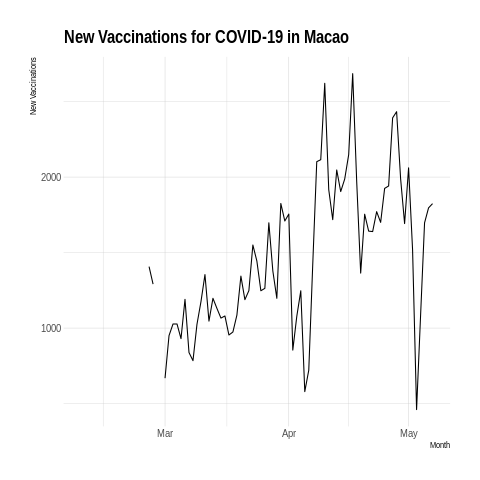 New Vaccinations for COVID-19 in Macao
New Vaccinations
2000
1000
Mar Apr May
Month